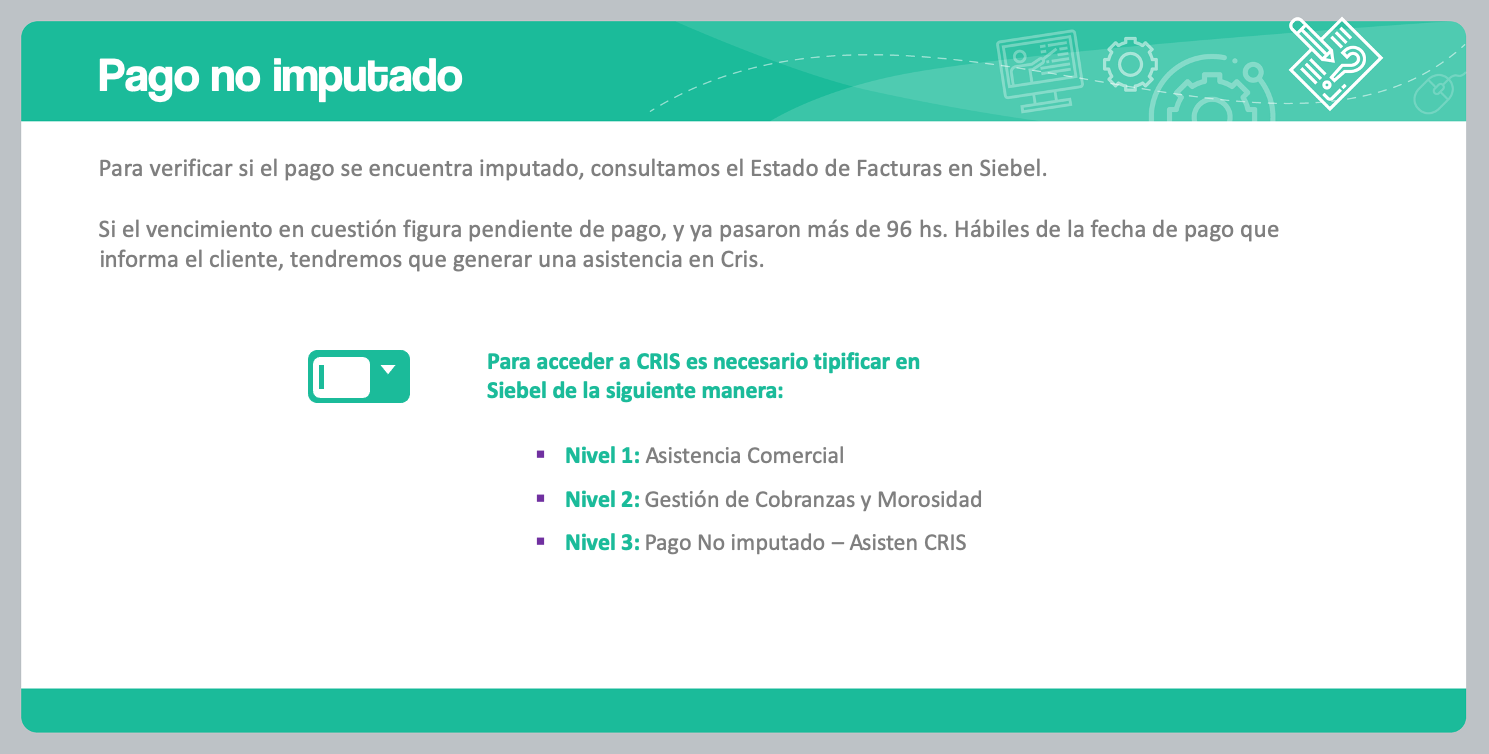 Pago no imputado
Para verificar si el pago se encuentra imputado, consultamos el Estado de Facturas en Siebel.
Si el vencimiento en cuestión figura pendiente de pago, y ya pasaron más de 96 hs. Hábiles de la fecha de pago que
informa el cliente, tendremos que generar una asistencia en Cris.
Para acceder a CRIS es necesario tipificar en
Siebel de la siguiente manera:
▪ Nivel 1: Asistencia Comercial
▪ Nivel 2: Gestión de Cobranzas y Morosidad
▪ Nivel 3: Pago No imputado – Asisten CRIS